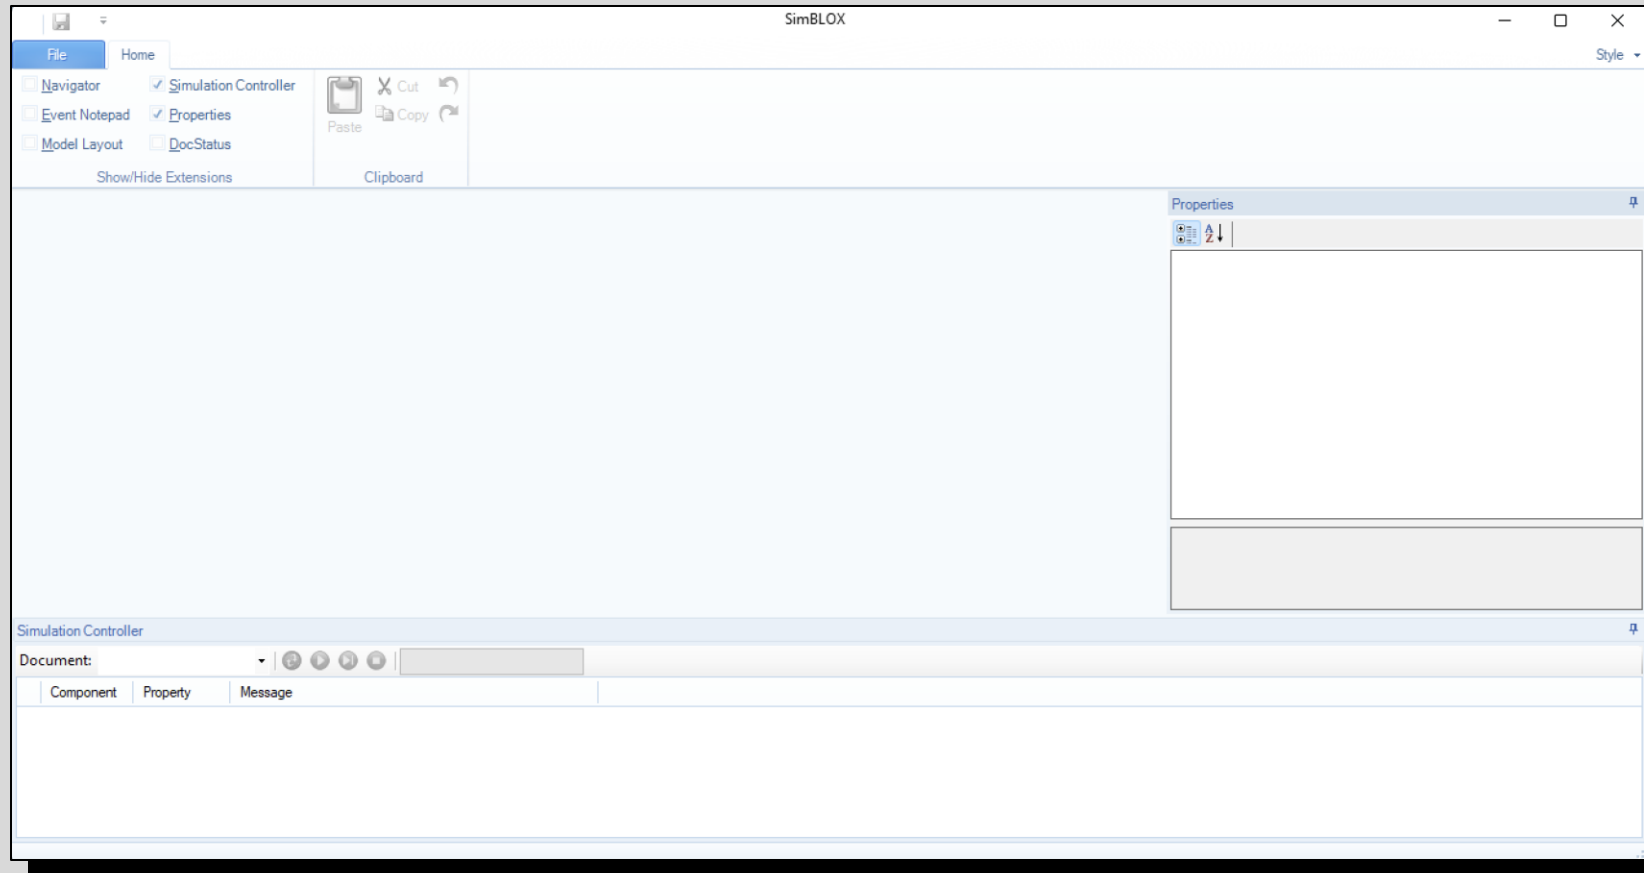 SimBLOX
File Home Style
Navigator Simulation Controller
Event Notepad Properties
Model Layout DocStatus
Show/Hide Extensions
Paste
Cut
Copy
Clipboard
Properties
Simulation Controller
Document:
Component Property Message